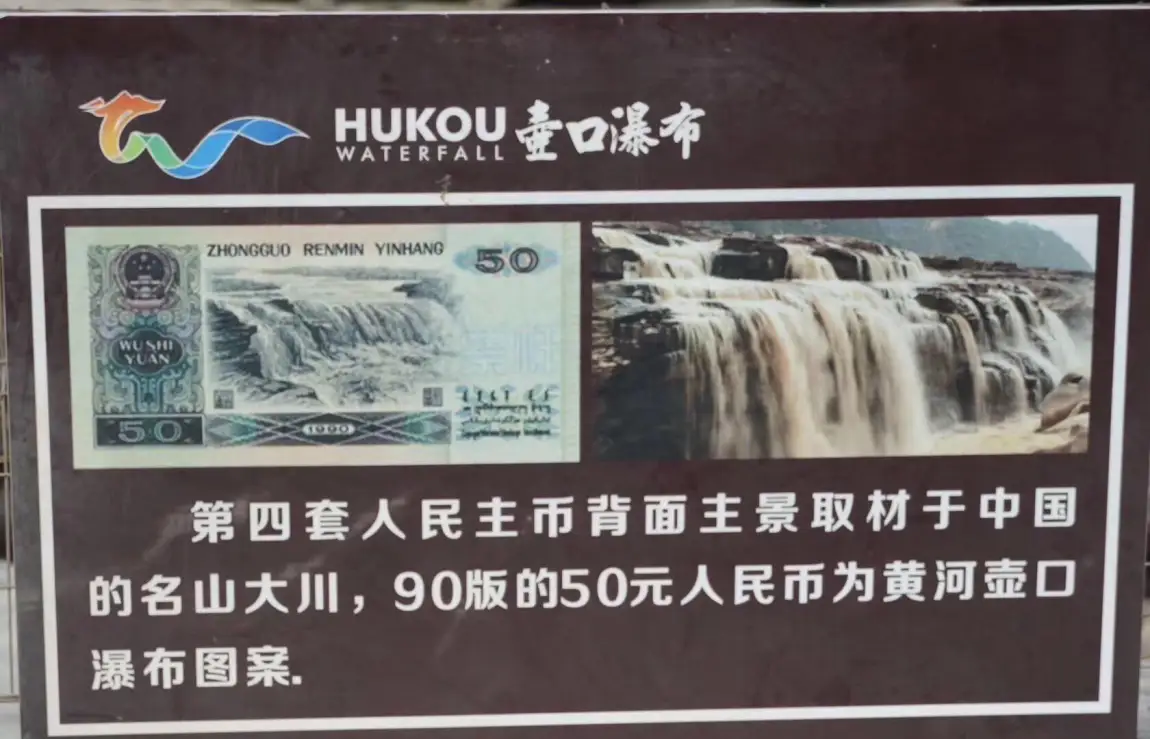 HUKOU
WATERFALL
壶口瀑布
ZHONGGUO RENMIN YINHANG
50
WU SHI
YUAN
50
1990
第四套人民主币背面主景取材于中国
的名山大川，90版的50元人民币为黄河壶口
瀑布图案.